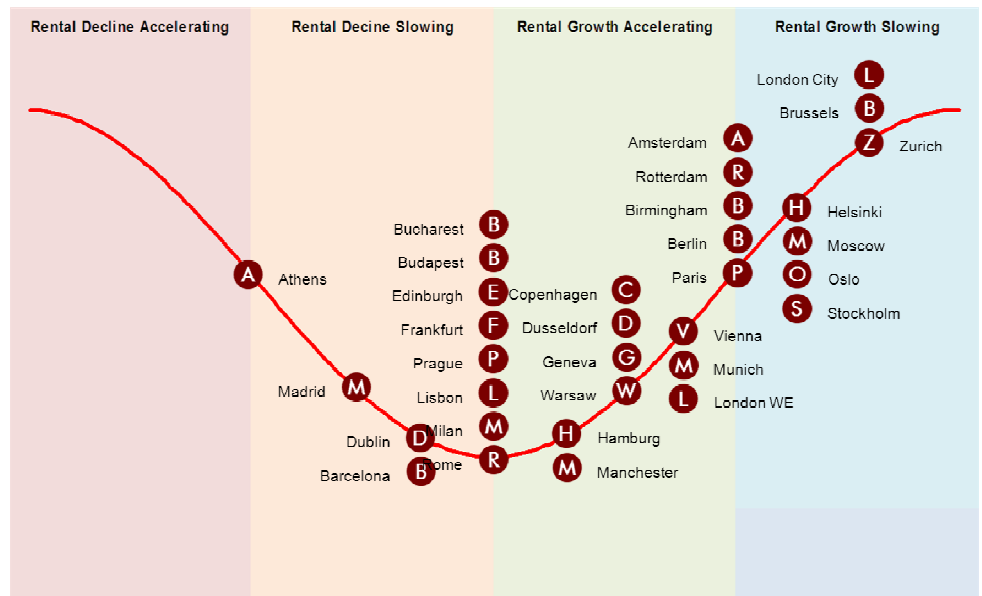 Rental Decline Accelerating
Rental Decine Slowing
Rental Growth Accelerating
Rental Growth Slowing
London City L
Brussels B
Z Zurich
Amsterdam A
Rotterdam R
Birmingham B
Berlin B
Paris P
H Helsinki
M Moscow
O Oslo
S Stockholm
Bucharest B
Budapest B
Edinburgh E
Frankfurt F
Prague P
Lisbon L
Milan M
Rome R
Copenhagen C
Dusseldorf D
Geneva G
Warsaw W
V Vienna
M Munich
L London WE
A Athens
Madrid M
Dublin D
Barcelona B
H Hamburg
M Manchester